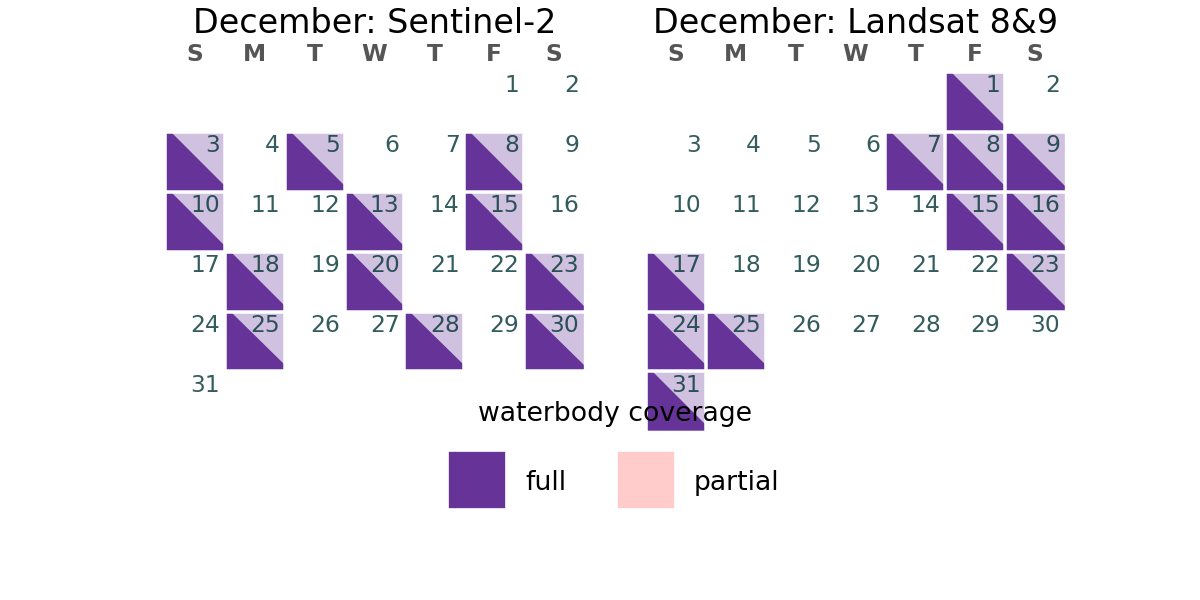 December: Sentinel-2
S M T W T F S
1 2
3 4 5 6 7 8 9
10 11 12 13 14 15 16
17 18 19 20 21 22 23
24 25 26 27 28 29 30
31
December: Landsat 8&9
S M T W T F S
1 2
3 4 5 6 7 8 9
10 11 12 13 14 15 16
17 18 19 20 21 22 23
24 25 26 27 28 29 30
31
waterbody coverage
full partial